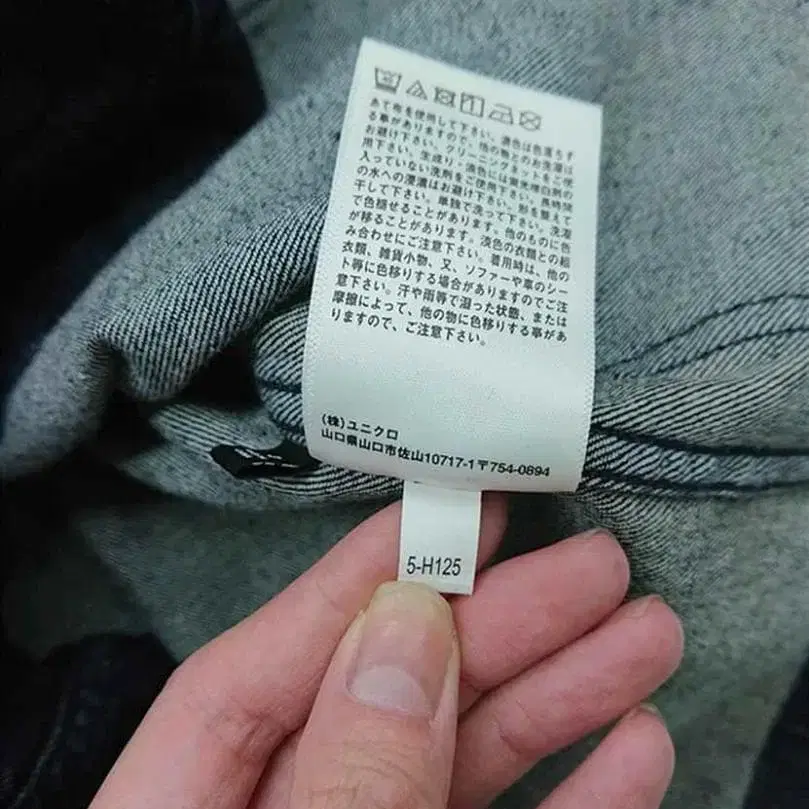 あて布を使用して下さい。濃色は色落ちす
る事がありますので、他の物とのお洗濯は
お避け下さい。クリーニングネットをご使
用下さい。生成り・淡色には蛍光増白剤の
入っていない洗剤をご使用下さい。長時間
の水への浸漬はお避け下さい。形を整えて
干して下さい。単独で洗って下さい。洗濯
で色褪せることがあります。他のものに色
が移ることがあります。淡色の衣類との組
み合わせにご注意下さい。着用時は、他の
衣類、雑貨小物、又、ソファーや車のシー
ト等に色移りする場合がありますのでご注
意下さい。汗や雨等で湿った状態、または
摩擦によって、他の物に色移りする事があ
りますので、ご注意下さい。
(株)ユニクロ
山口県山口市佐山10717-1〒754-0894
5-H125